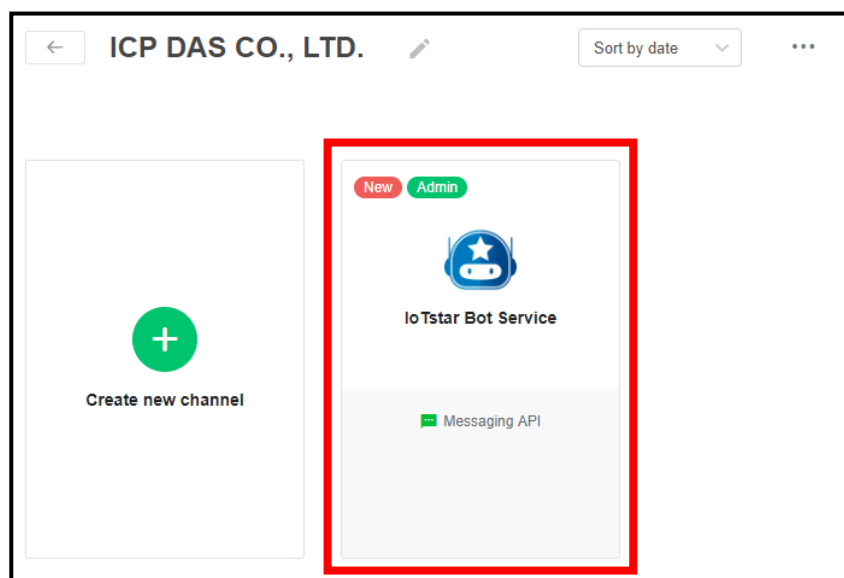 ICP DAS CO., LTD.
Sort by date
New Admin
IoTstar Bot Service
Create new channel
Messaging API